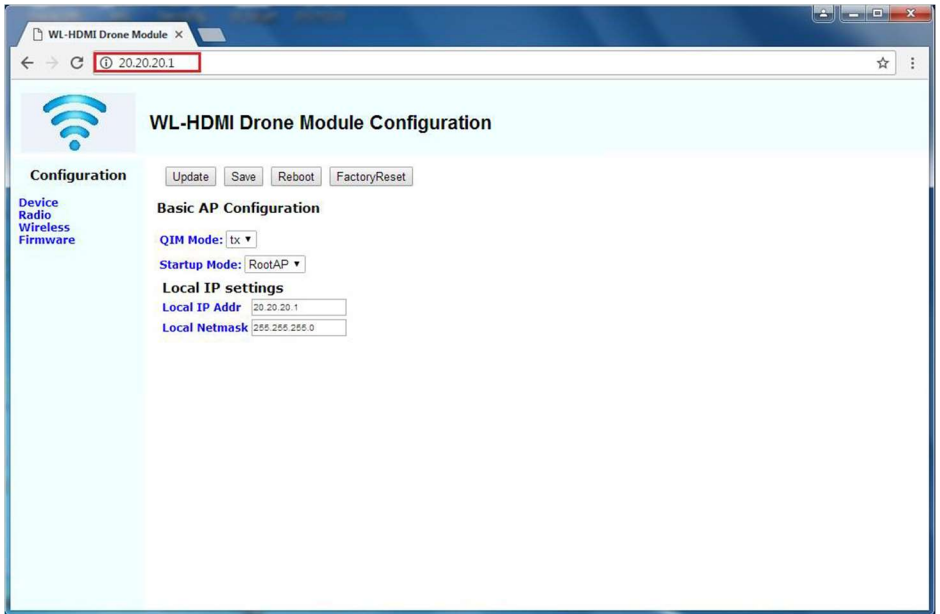 WL-HDMI Drone Module
20.20.20.1
WL-HDMI Drone Module Configuration
Configuration
Device
Radio
Wireless
Firmware
Update Save Reboot FactoryReset
Basic AP Configuration
QIM Mode: tx
Startup Mode: RootAP
Local IP settings
Local IP Addr 20.20.20.1
Local Netmask 255.255.255.0